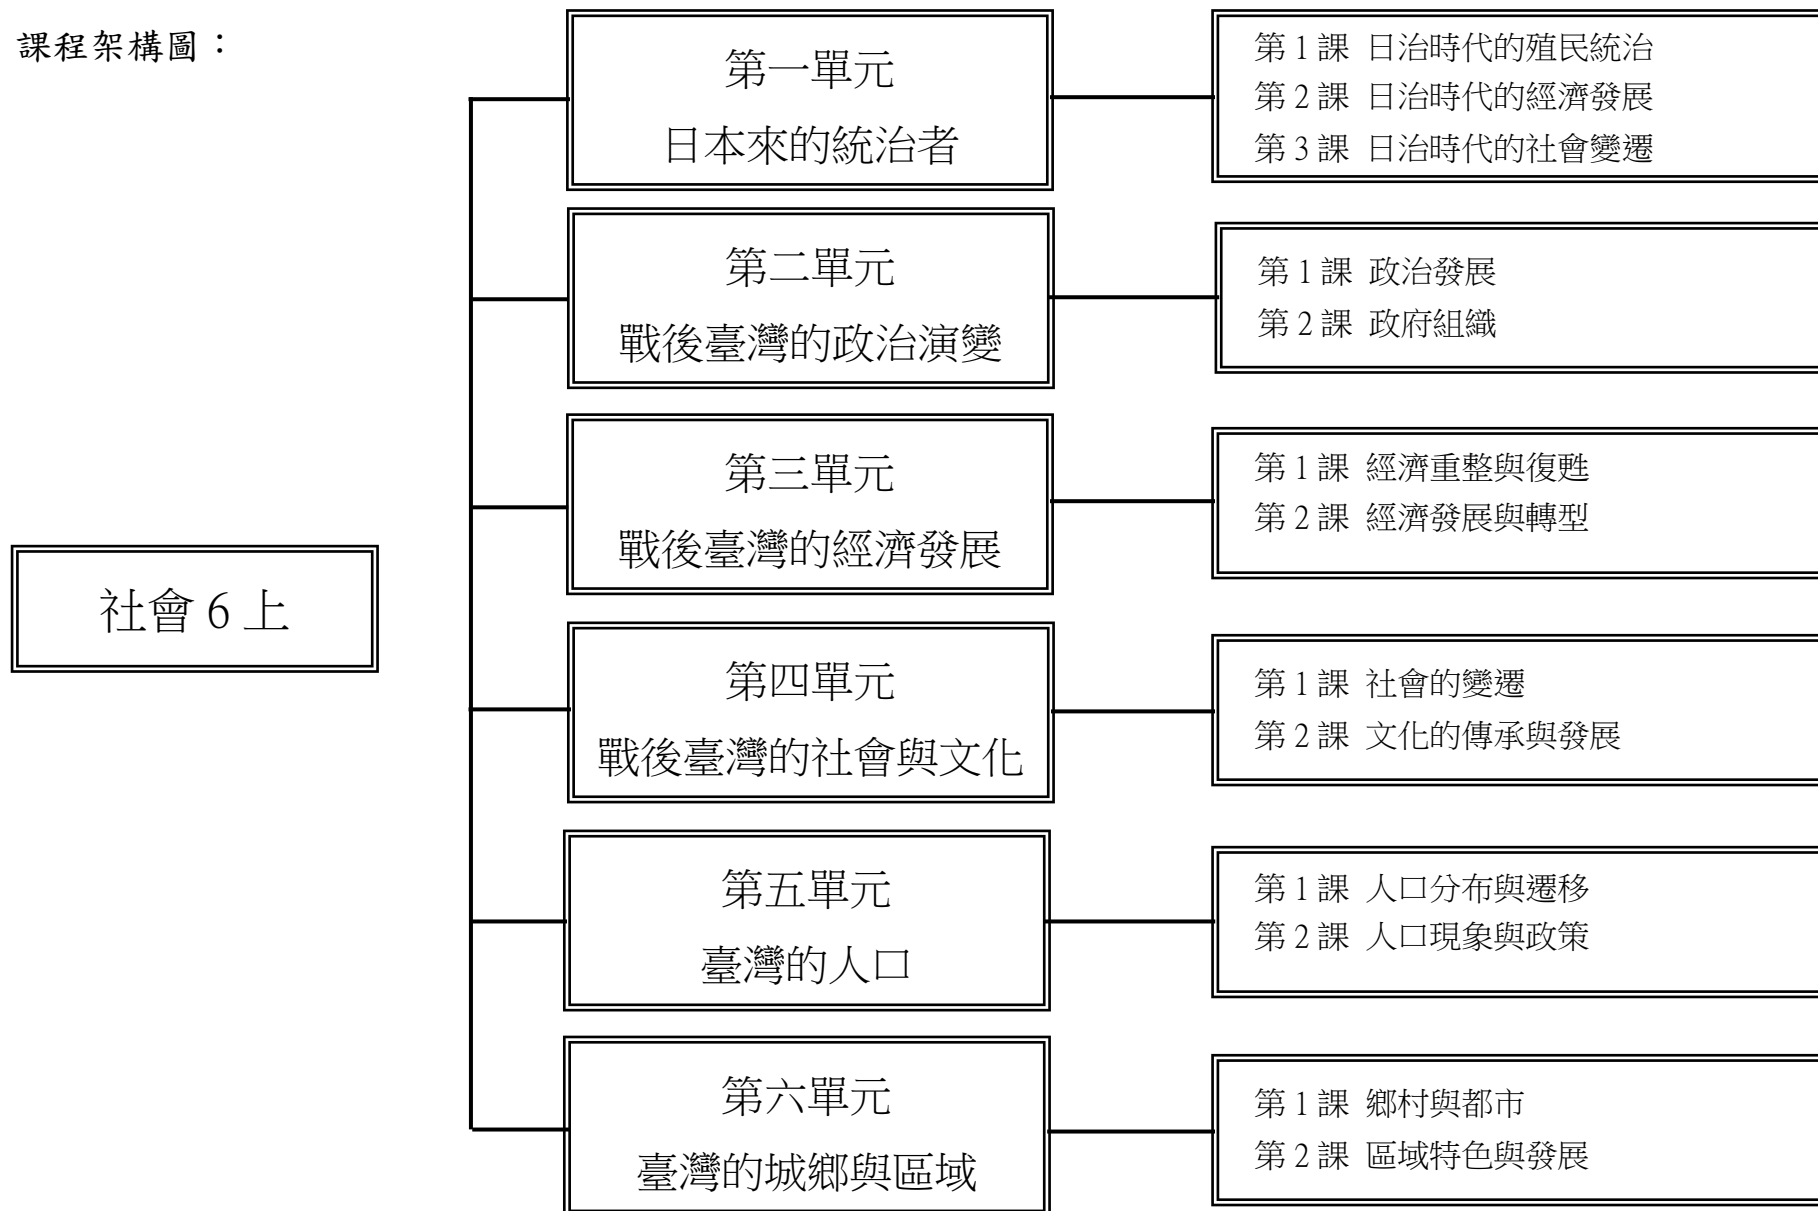 課程架構圖：
社會 6 上
第一單元
日本來的統治者
第 1 課 日治時代的殖民統治
第 2 課 日治時代的經濟發展
第 3 課 日治時代的社會變遷
第二單元
戰後臺灣的政治演變
第 1 課 政治發展
第 2 課 政府組織
第三單元
戰後臺灣的經濟發展
第 1 課 經濟重整與復甦
第 2 課 經濟發展與轉型
第四單元
戰後臺灣的社會與文化
第 1 課 社會的變遷
第 2 課 文化的傳承與發展
第五單元
臺灣的人口
第 1 課 人口分布與遷移
第 2 課 人口現象與政策
第六單元
臺灣的城鄉與區域
第 1 課 鄉村與都市
第 2 課 區域特色與發展